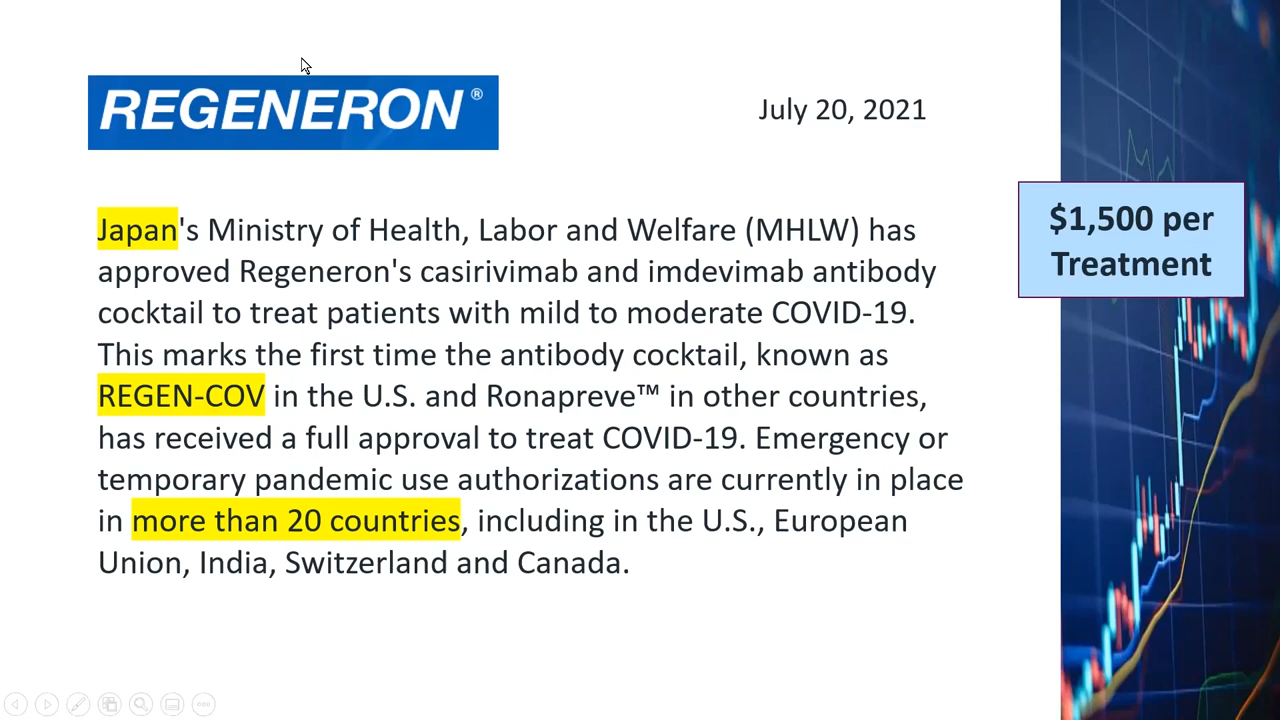 REGENERON®
July 20, 2021
$1,500 per
Treatment
Japan's Ministry of Health, Labor and Welfare (MHLW) has
approved Regeneron's casirivimab and imdevimab antibody
cocktail to treat patients with mild to moderate COVID-19.
This marks the first time the antibody cocktail, known as
REGEN-COV in the U.S. and Ronapreve™ in other countries,
has received a full approval to treat COVID-19. Emergency or
temporary pandemic use authorizations are currently in place
in more than 20 countries, including in the U.S., European
Union, India, Switzerland and Canada.